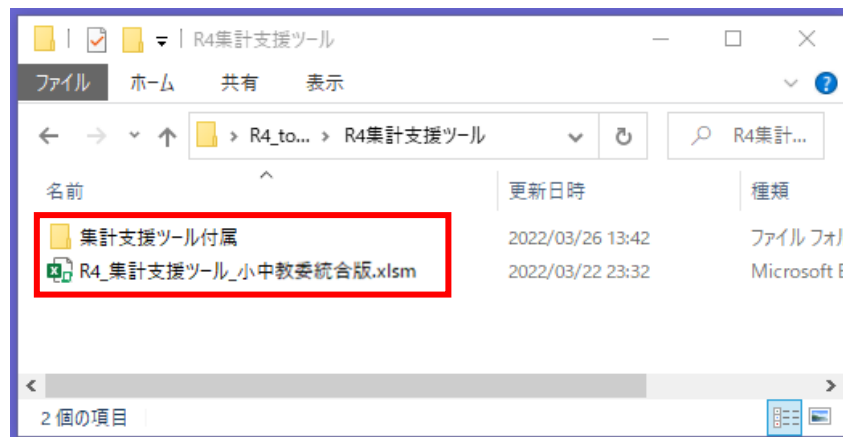 R4集計支援ツール
ファイル ホーム 共有 表示
R4_to... › R4集計支援ツール R4集計...
名前 更新日時 種類
集計支援ツール付属 2022/03/26 13:42 ファイル フォル
R4_集計支援ツール_小中教委統合版.xlsm 2022/03/22 23:32 Microsoft E
2 個の項目